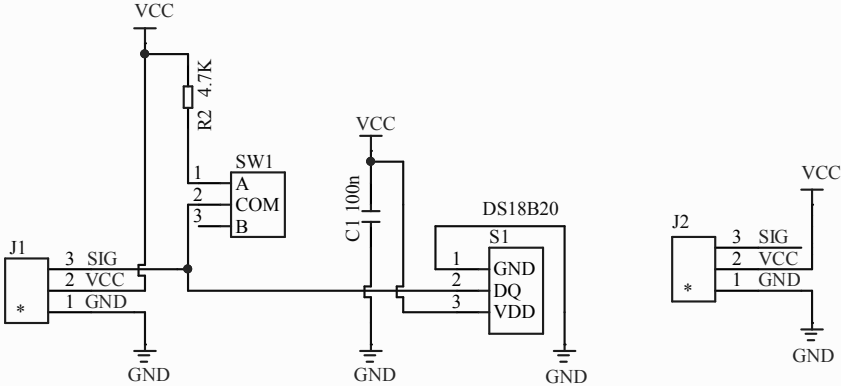 VCC
R2 4.7K
SW1
1 A
2 COM
3 B
J1
3 SIG
2 VCC
1 GND
*
GND
VCC
C1 100n
GND
DS18B20
S1
1 GND
2 DQ
3 VDD
GND
VCC
J2
3 SIG
2 VCC
1 GND
*
GND